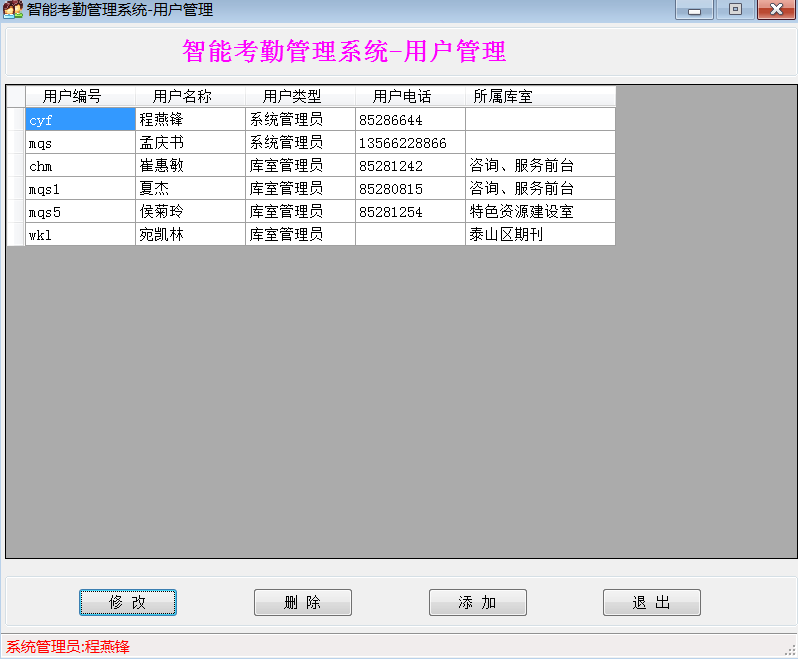 智能考勤管理系统-用户管理
智能考勤管理系统-用户管理
用户编号 用户名称 用户类型 用户电话 所属库室
cyf 程燕锋 系统管理员 85286644
mqs 孟庆书 系统管理员 13566228866
chm 崔惠敏 库室管理员 85281242 咨询、服务前台
mqs1 夏杰 库室管理员 85280815 咨询、服务前台
mqs5 侯菊玲 库室管理员 85281254 特色资源建设室
wkl 宛凯林 库室管理员 泰山区期刊
修 改 删 除 添 加 退 出
系统管理员:程燕锋